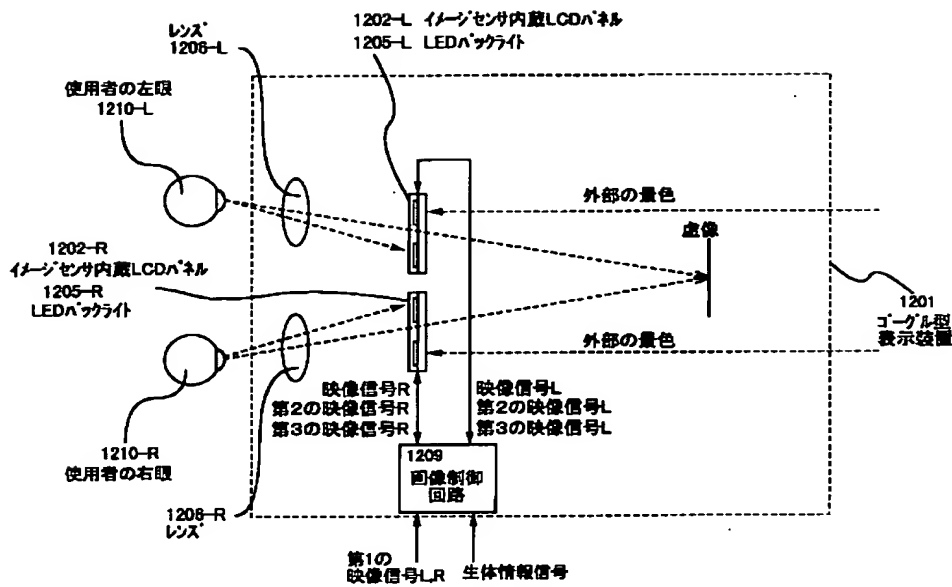 レンズ
1206-L
1202-L イメージセンサ内蔵LCDパネル
1205-L LEDバックライト
使用者の左眼
1210-L
外部の景色
虚像
1202-R
イメージセンサ内蔵LCDパネル
1205-R
LEDバックライト
1201
ゴーグル型
表示装置
外部の景色
映像信号R
第2の映像信号R
第3の映像信号R
映像信号L
第2の映像信号L
第3の映像信号L
1210-R
使用者の右眼
1209
画像制御
回路
1206-R
レンズ
第1の
映像信号L,R
生体情報信号